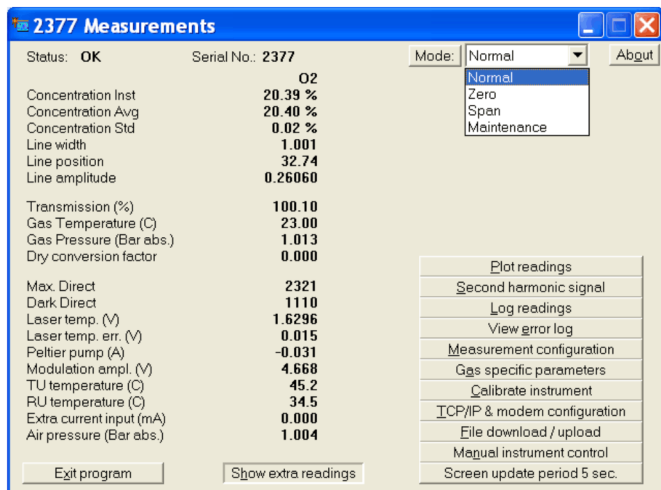 2377 Measurements
Status: OK Serial No.: 2377 Mode: Normal About
O2 Normal
Concentration Inst 20.39 % Zero
Concentration Avg 20.40 % Span
Concentration Std 0.02 % Maintenance
Line width 1.001
Line position 32.74
Line amplitude 0.26060
Transmission (%) 100.10
Gas Temperature (C) 23.00
Gas Pressure (Bar abs.) 1.013
Dry conversion factor 0.000
Max. Direct 2321
Dark Direct 1110
Laser temp. (V) 1.6296
Laser temp. err. (V) 0.015
Peltier pump (A) -0.031
Modulation ampl. (V) 4.668
TU temperature (C) 45.2
RU temperature (C) 34.5
Extra current input (mA) 0.000
Air pressure (Bar abs.) 1.004
Plot readings
Second harmonic signal
Log readings
View error log
Measurement configuration
Gas specific parameters
Calibrate instrument
TCP/IP & modem configuration
File download / upload
Manual instrument control
Exit program Show extra readings Screen update period 5 sec.